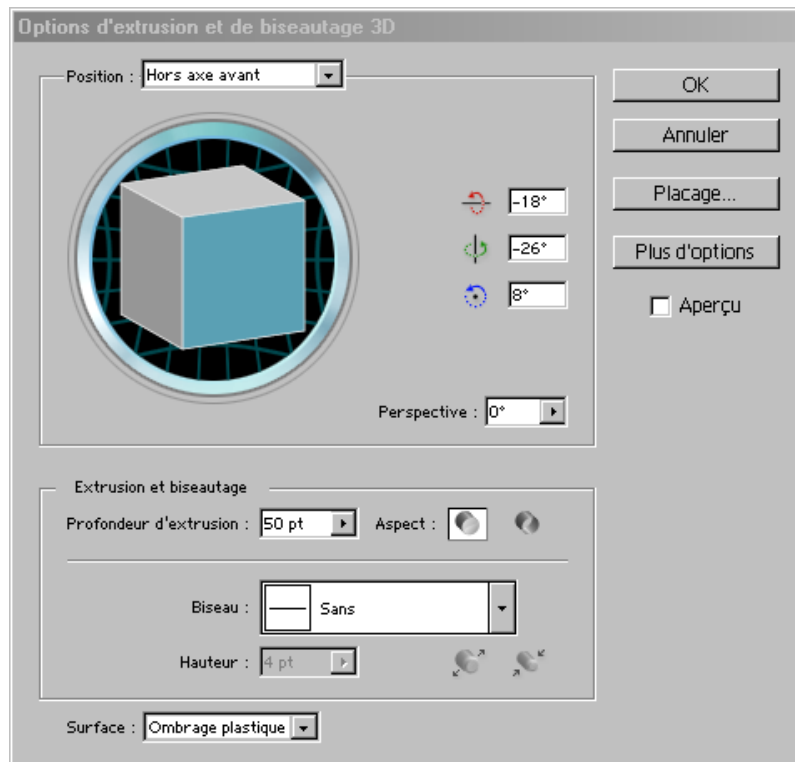 Options d'extrusion et de biseautage 3D
Position : Hors axe avant
OK
Annuler
Placage...
Plus d'options
Aperçu
-18°
-26°
8°
Perspective : 0°
Extrusion et biseautage
Profondeur d'extrusion : 50 pt Aspect :
Biseau : Sans
Hauteur : 4 pt
Surface : Ombrage plastique